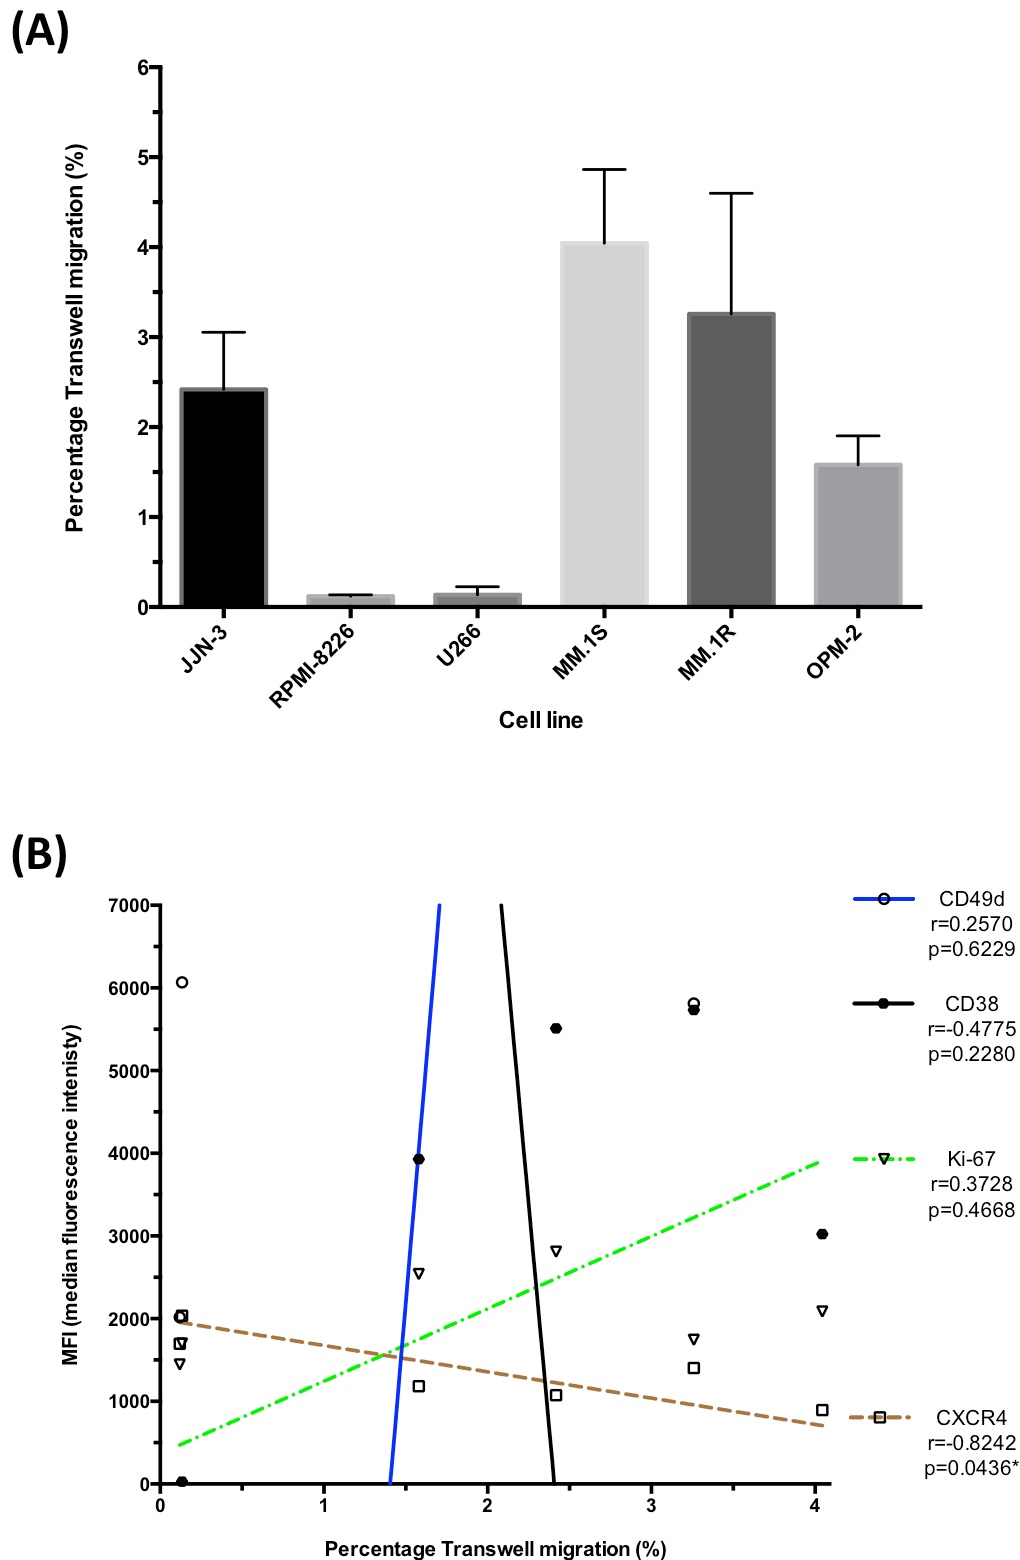 (A)
6
5
4
3
2
1
0
Percentage Transwell migration (%)
JJN-3
RPMI-8226
U266
MM.1S
MM.1R
OPM-2
Cell line
(B)
7000
6000
5000
4000
3000
2000
1000
0
MFI (median fluorescence intenisty)
0
1
2
3
4
Percentage Transwell migration (%)
CD49d
r=0.2570
p=0.6229
CD38
r=-0.4775
p=0.2280
Ki-67
r=0.3728
p=0.4668
CXCR4
r=-0.8242
p=0.0436*